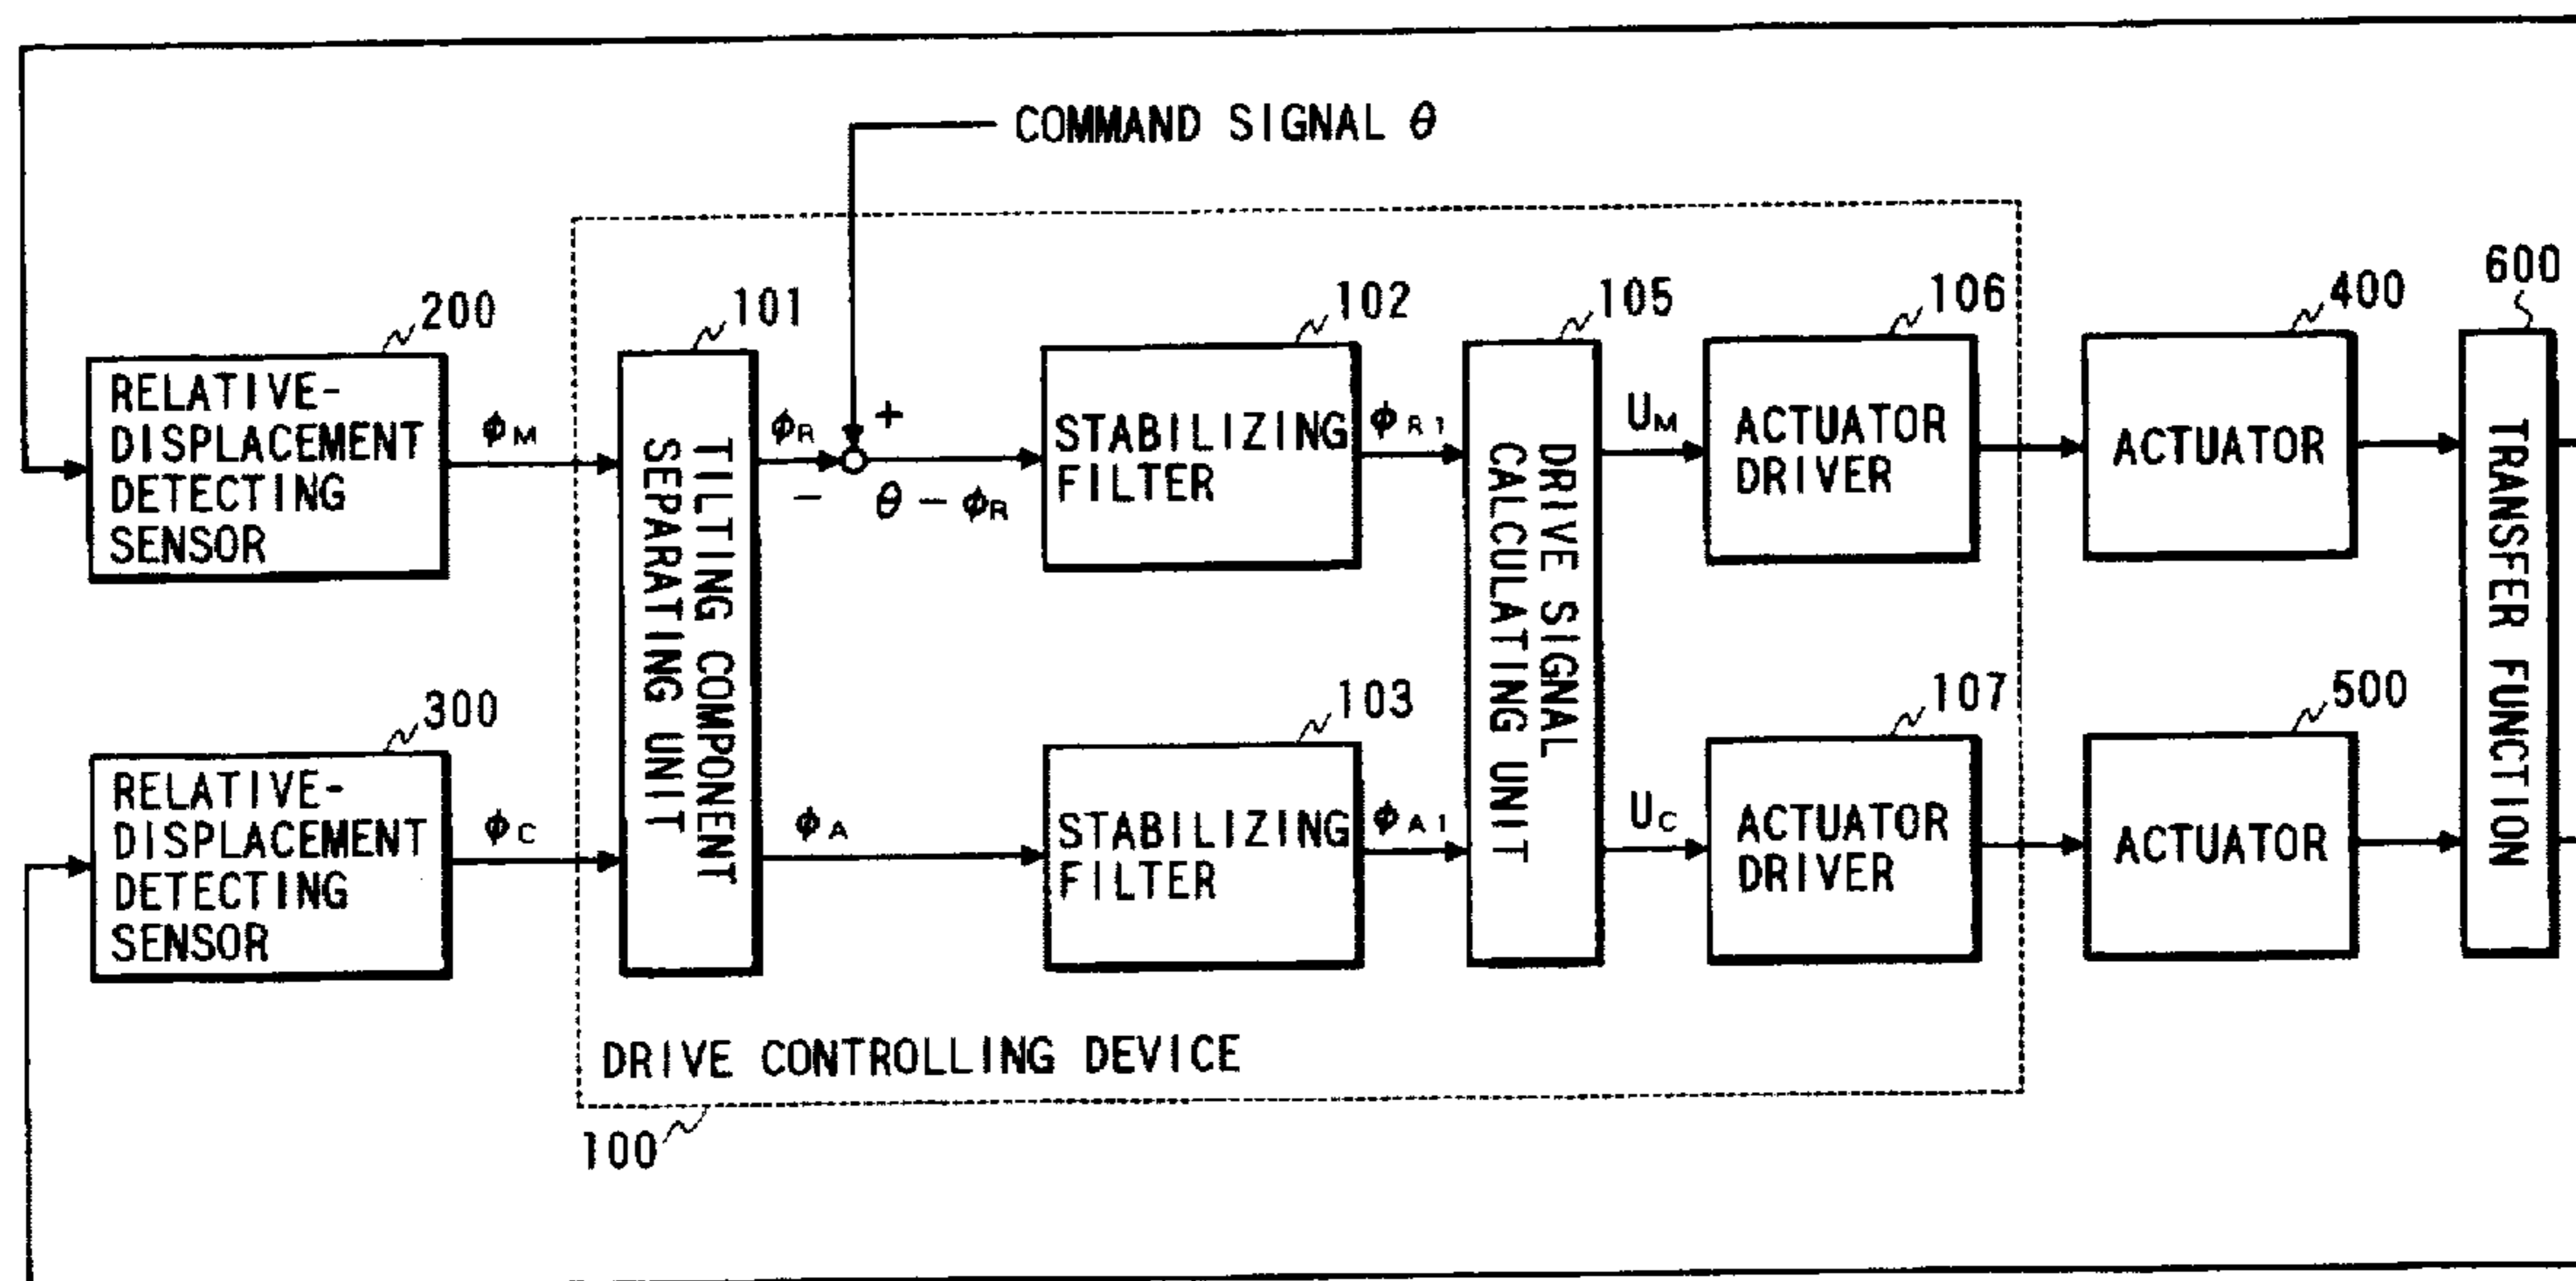 COMMAND SIGNAL θ
200
RELATIVE-
DISPLACEMENT
DETECTING
SENSOR
ϕM
101
TILTING COMPONENT
SEPARATING UNIT
ϕR
+
−
θ − ϕR
102
STABILIZING
FILTER
ϕR1
105
DRIVE SIGNAL
CALCULATING UNIT
UM
106
ACTUATOR
DRIVER
400
ACTUATOR
600
TRANSFER FUNCTION
300
RELATIVE-
DISPLACEMENT
DETECTING
SENSOR
ϕC
ϕA
103
STABILIZING
FILTER
ϕA1
UC
107
ACTUATOR
DRIVER
500
ACTUATOR
DRIVE CONTROLLING DEVICE
100